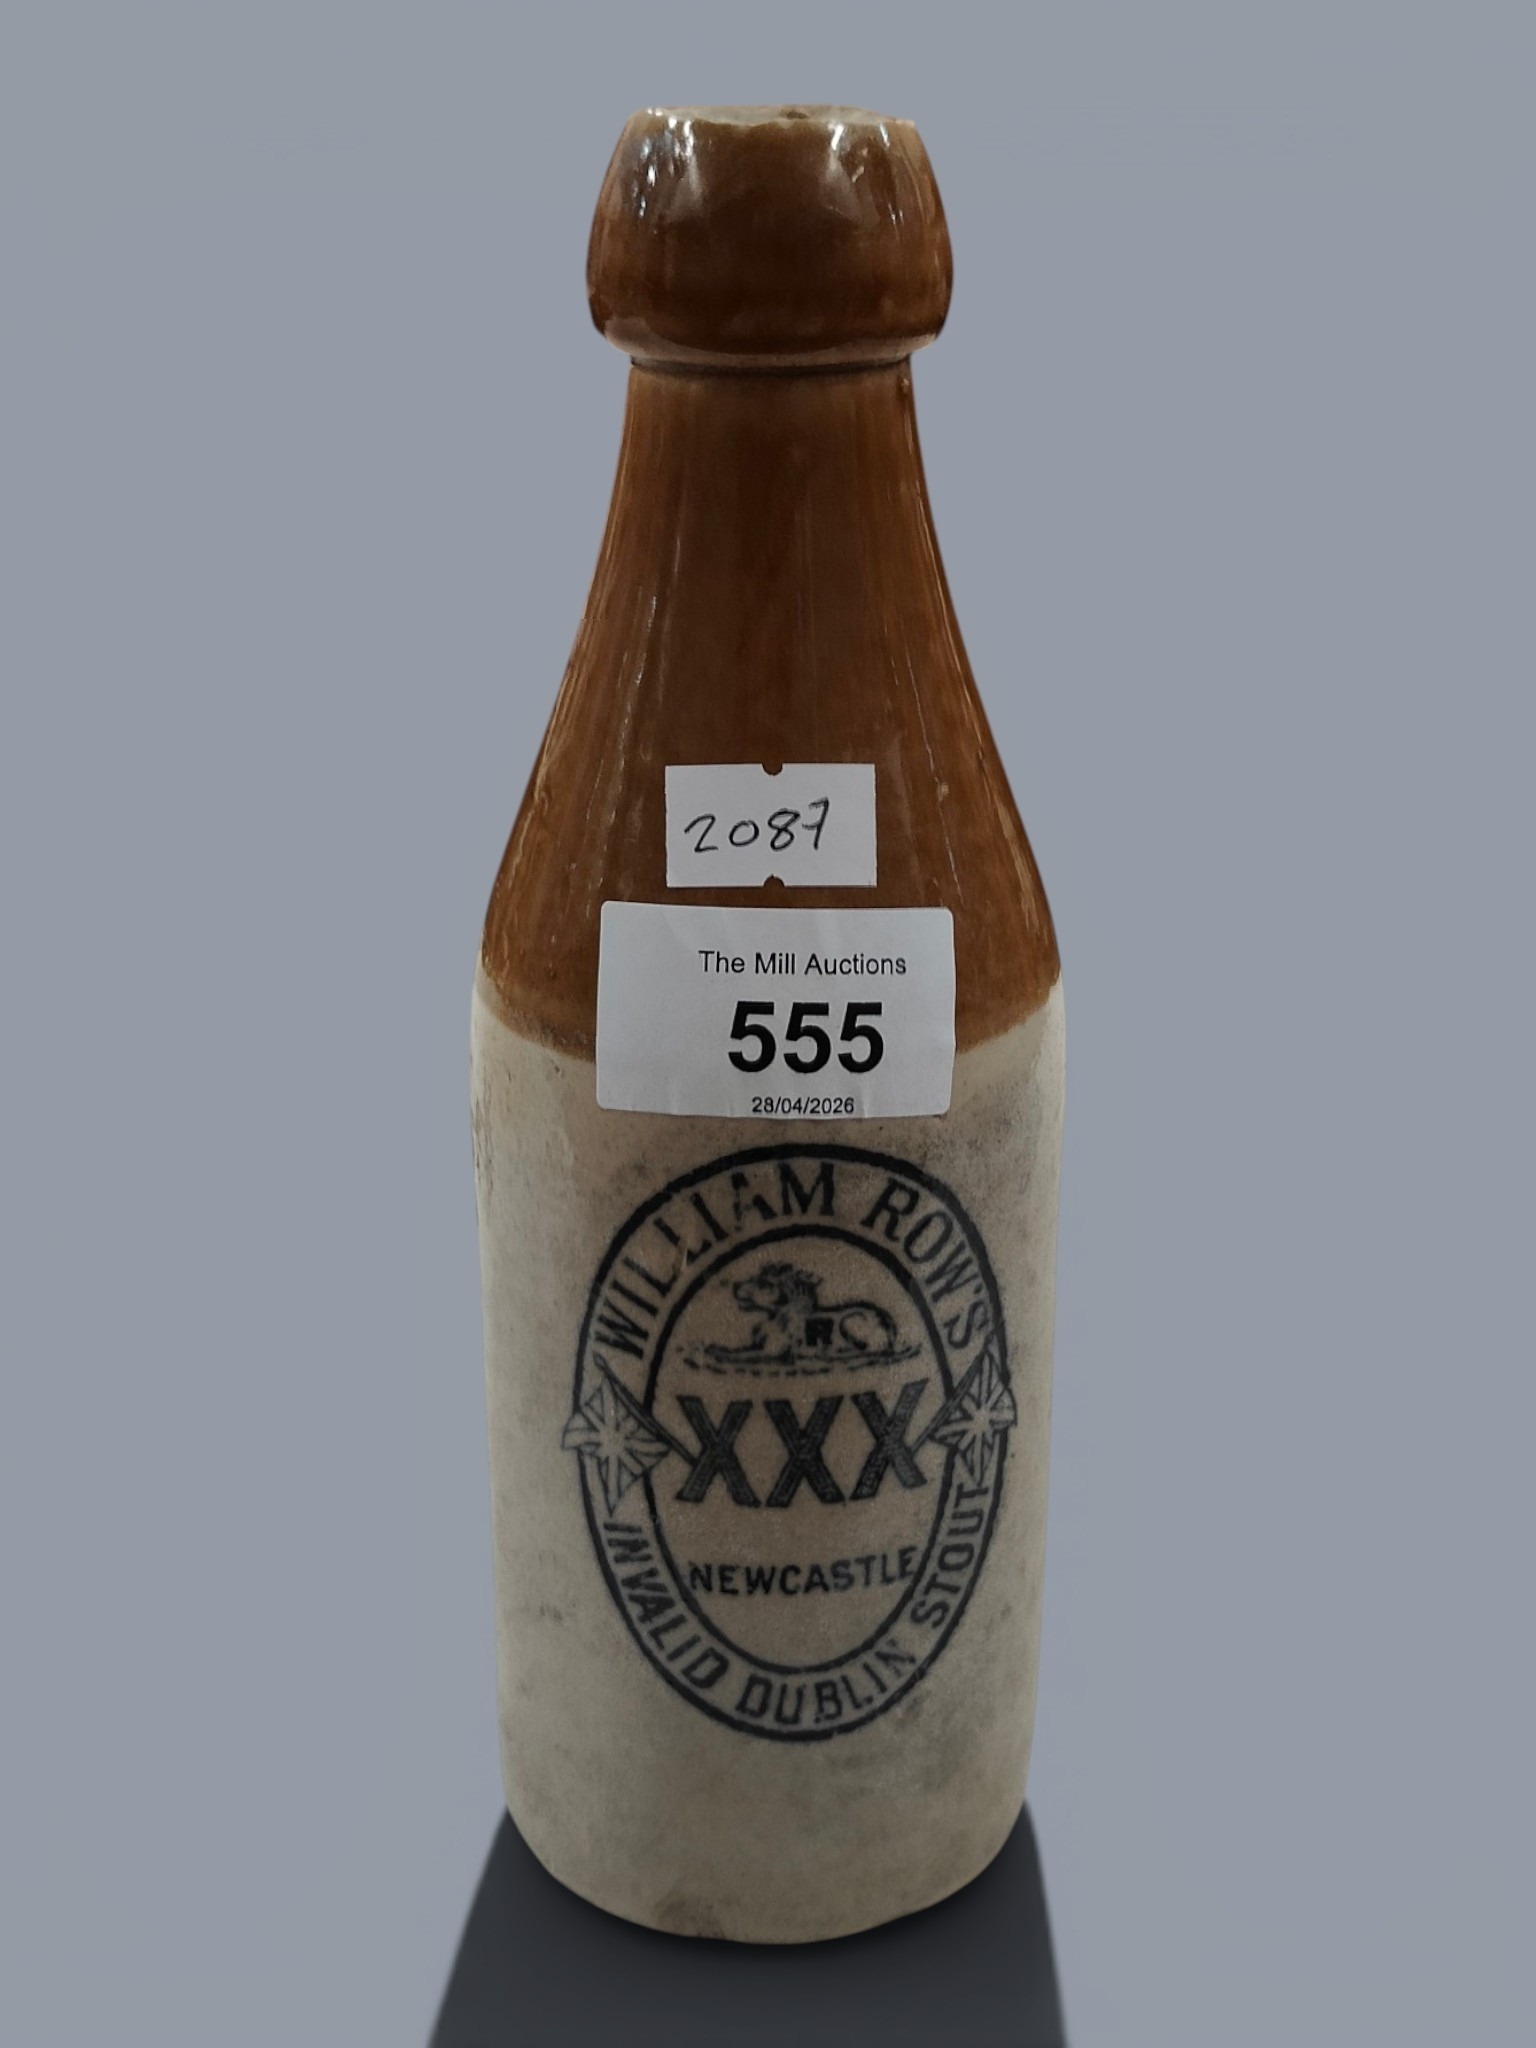 2087
The Mill Auctions
555
28/04/2026
WILLIAM ROW'S
R
XXX
NEWCASTLE
INVALID DUBLIN STOUT